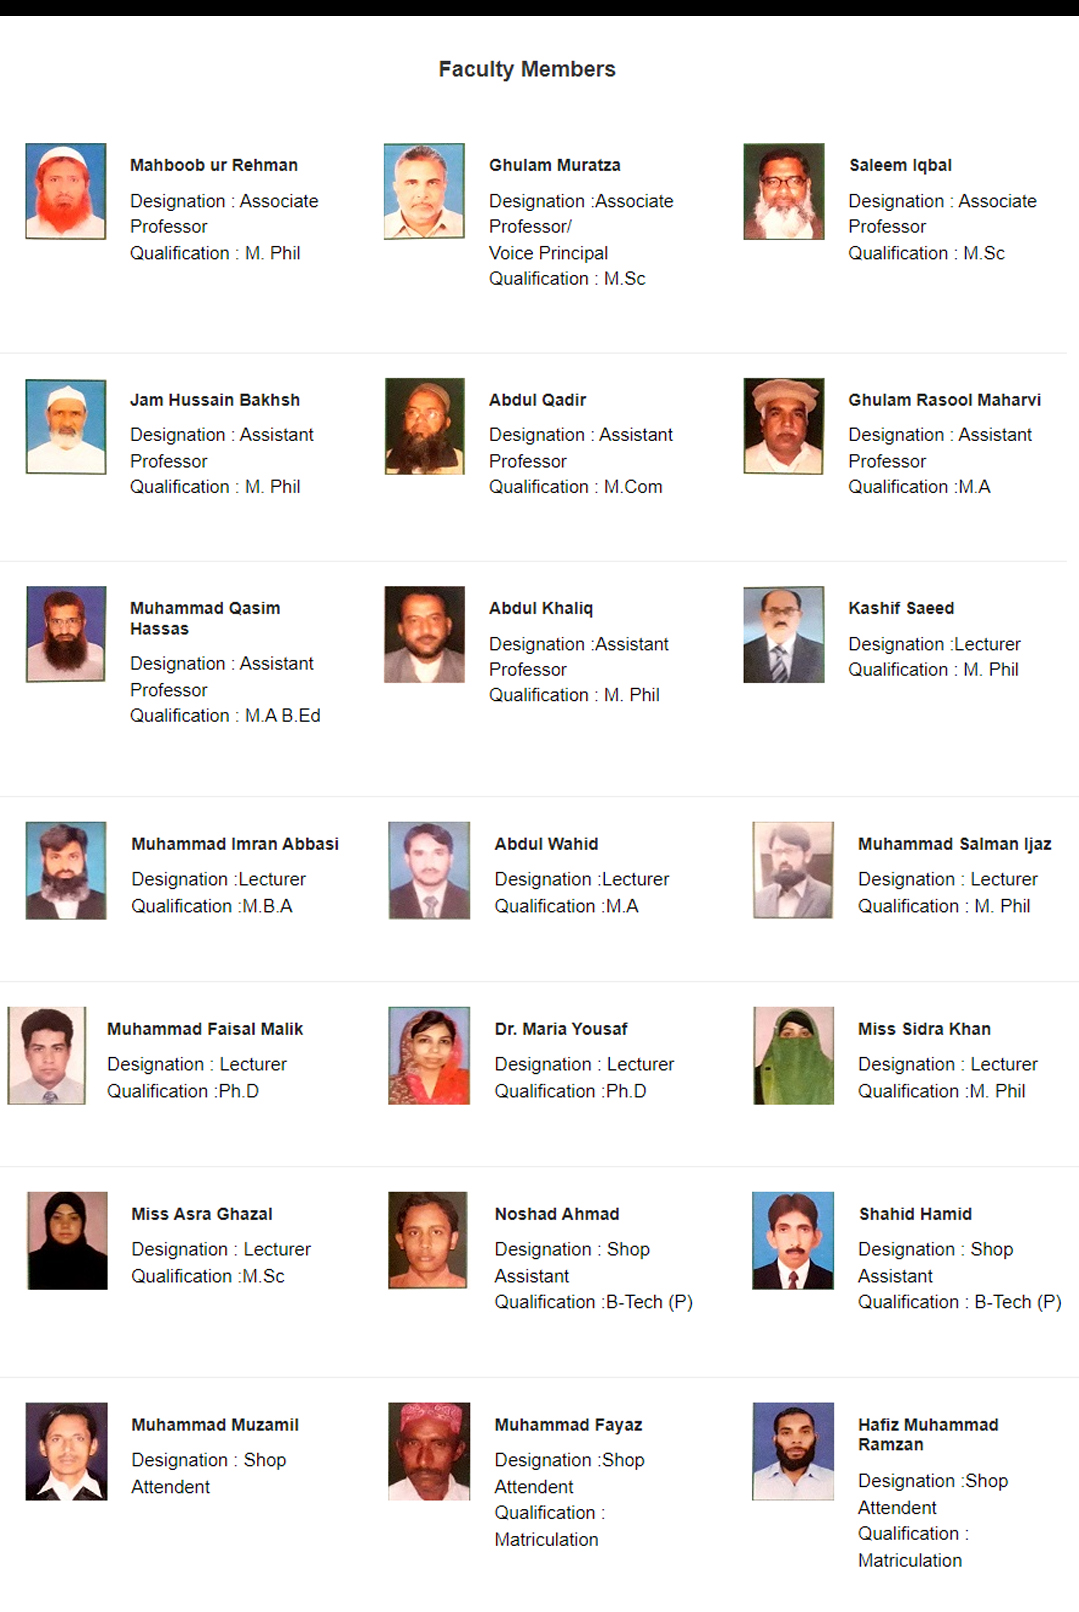 Faculty Members
Mahboob ur Rehman
Designation : Associate
Professor
Qualification : M. Phil
Ghulam Muratza
Designation :Associate
Professor/
Voice Principal
Qualification : M.Sc
Saleem Iqbal
Designation : Associate
Professor
Qualification : M.Sc
Jam Hussain Bakhsh
Designation : Assistant
Professor
Qualification : M. Phil
Abdul Qadir
Designation : Assistant
Professor
Qualification : M.Com
Ghulam Rasool Maharvi
Designation : Assistant
Professor
Qualification :M.A
Muhammad Qasim
Hassas
Designation : Assistant
Professor
Qualification : M.A B.Ed
Abdul Khaliq
Designation :Assistant
Professor
Qualification : M. Phil
Kashif Saeed
Designation :Lecturer
Qualification : M. Phil
Muhammad Imran Abbasi
Designation :Lecturer
Qualification :M.B.A
Abdul Wahid
Designation :Lecturer
Qualification :M.A
Muhammad Salman Ijaz
Designation : Lecturer
Qualification : M. Phil
Muhammad Faisal Malik
Designation : Lecturer
Qualification :Ph.D
Dr. Maria Yousaf
Designation : Lecturer
Qualification :Ph.D
Miss Sidra Khan
Designation : Lecturer
Qualification :M. Phil
Miss Asra Ghazal
Designation : Lecturer
Qualification :M.Sc
Noshad Ahmad
Designation : Shop
Assistant
Qualification :B-Tech (P)
Shahid Hamid
Designation : Shop
Assistant
Qualification : B-Tech (P)
Muhammad Muzamil
Designation : Shop
Attendent
Muhammad Fayaz
Designation :Shop
Attendent
Qualification :
Matriculation
Hafiz Muhammad
Ramzan
Designation :Shop
Attendent
Qualification :
Matriculation